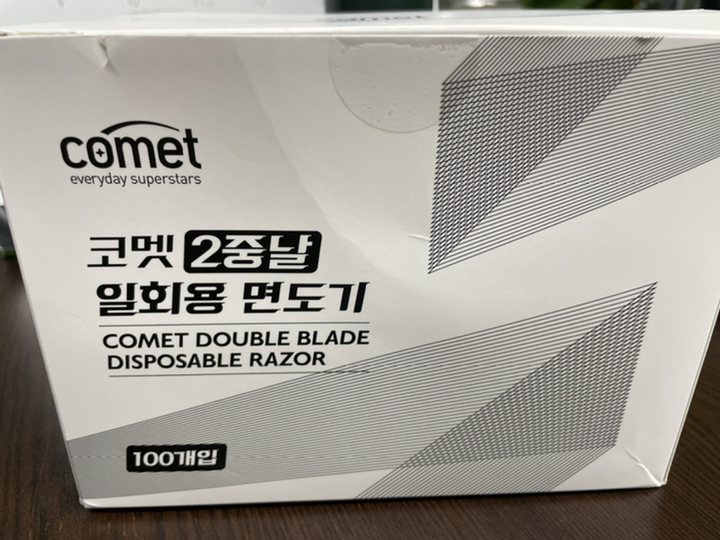 comet
everyday superstars
코멧 2중날
일회용 면도기
COMET DOUBLE BLADE
DISPOSABLE RAZOR
100개입